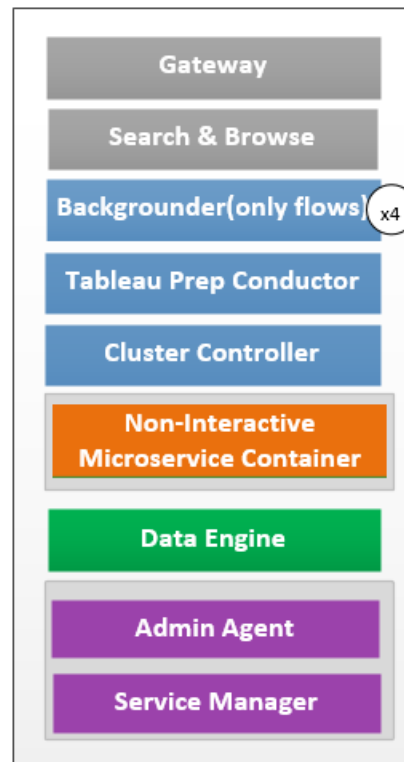 Gateway
Search & Browse
Backgrounder(only flows)
x4
Tableau Prep Conductor
Cluster Controller
Non-Interactive
Microservice Container
Data Engine
Admin Agent
Service Manager